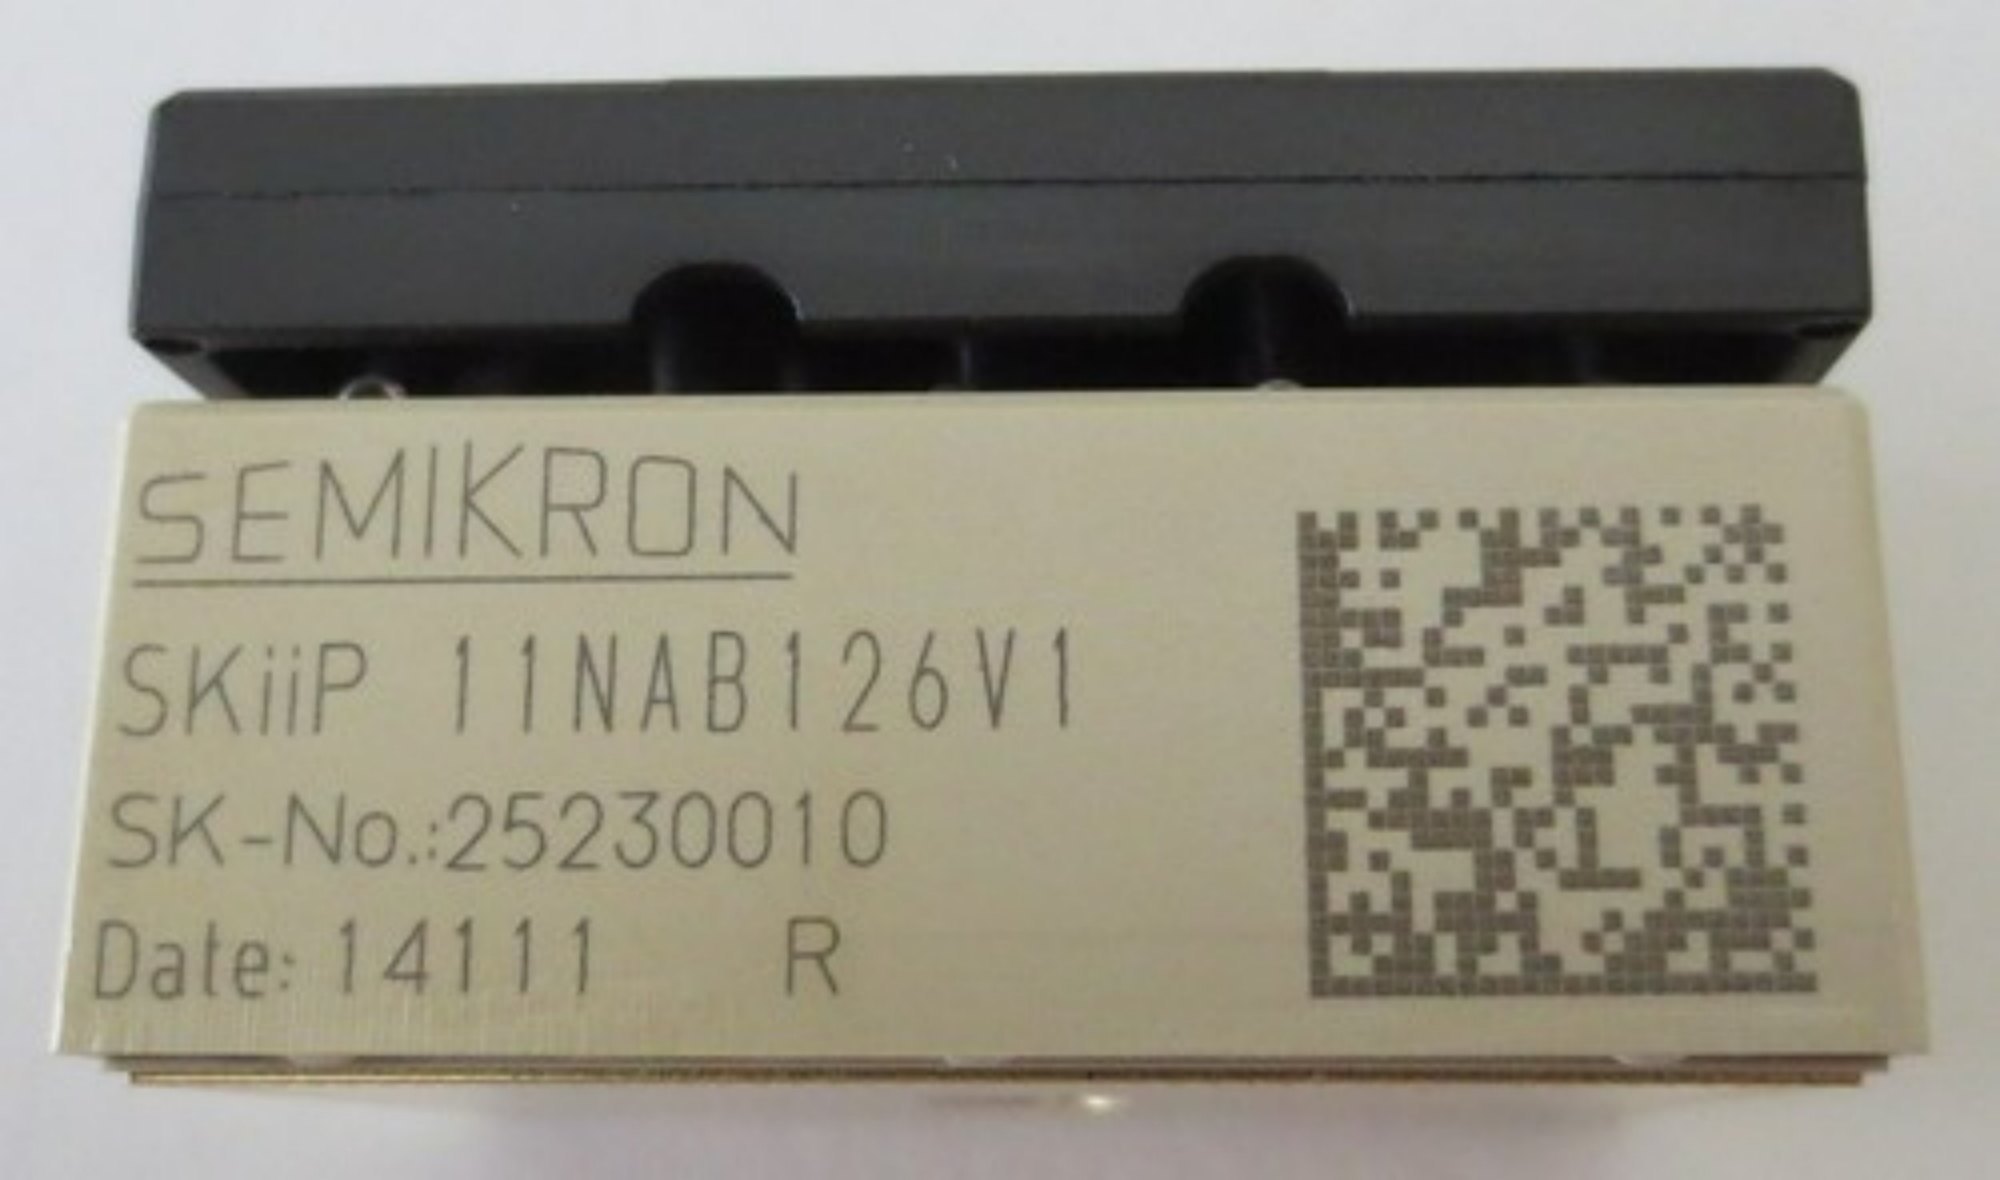 SEMIKRON
SKiiP 11NAB126V1
SK-No.:25230010
Date: 14111 R